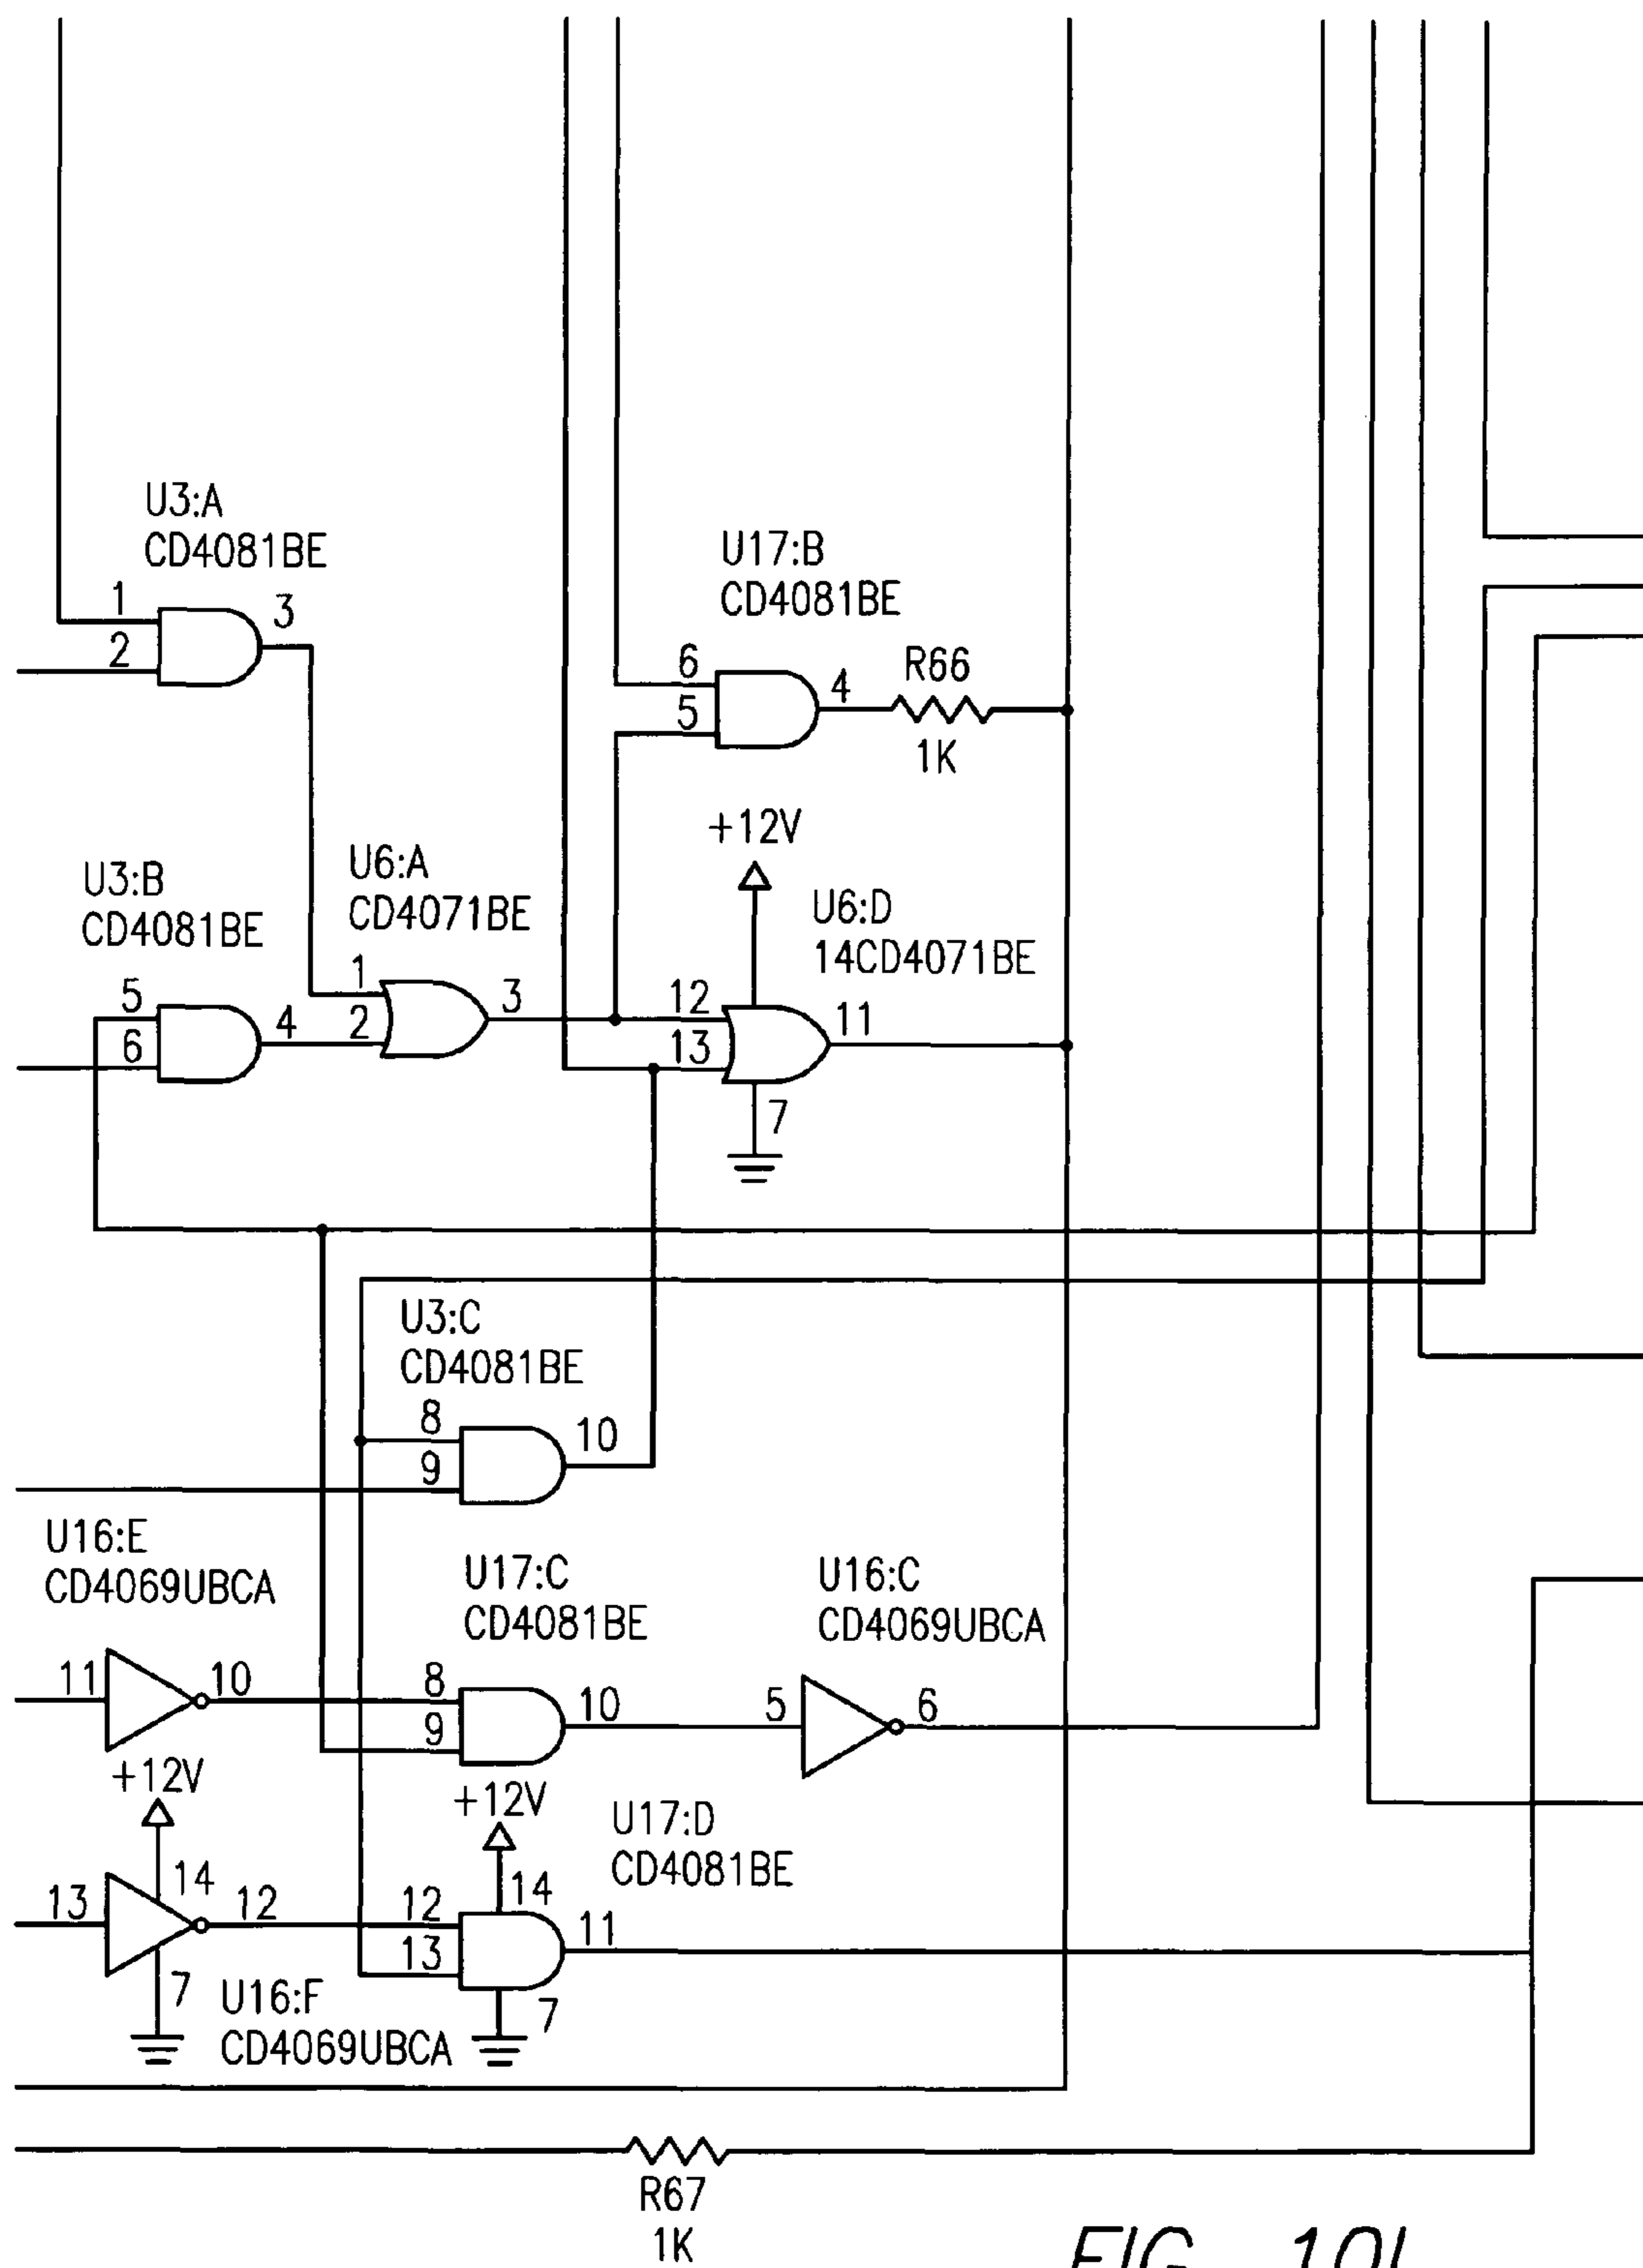 U3:A
CD4081BE
1
2
3
U17:B
CD4081BE
6
5
4
R66
1K
+12V
U3:B
CD4081BE
U6:A
CD4071BE
U6:D
14CD4071BE
5
6
4
1
2
3
12
13
11
7
U3:C
CD4081BE
8
9
10
U16:E
CD4069UBCA
U17:C
CD4081BE
U16:C
CD4069UBCA
11
10
8
9
10
5
6
+12V
+12V
U17:D
CD4081BE
13
14
12
12
13
14
11
7
7
U16:F
CD4069UBCA
R67
1K